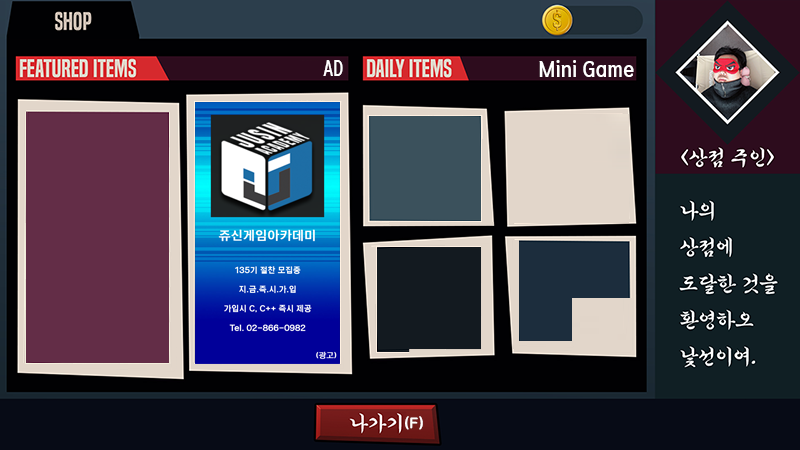 SHOP
$
FEATURED ITEMS
AD
DAILY ITEMS
Mini Game
JUSIN
ACADEMY
쥬신게임아카데미
135기 절찬 모집중
지.금.즉.시.가.입
가입시 C, C++ 즉시 제공
Tel. 02-866-0982
(광고)
<상점 주인>
나의
상점에
도달한 것을
환영하오
낯선이여.
나가기(F)